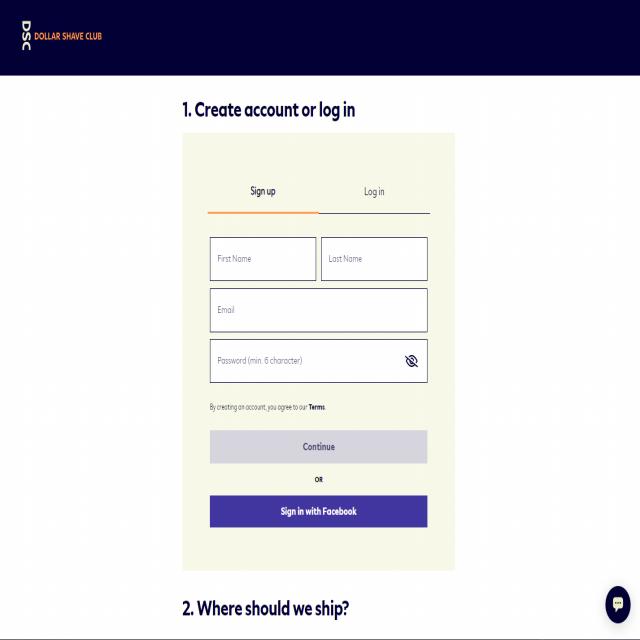 DSC
DOLLAR SHAVE CLUB
1. Create account or log in
Sign up
Log in
First Name
Last Name
Email
Password (min. 6 character)
By creating an account, you agree to our Terms.
Continue
OR
Sign in with Facebook
2. Where should we ship?